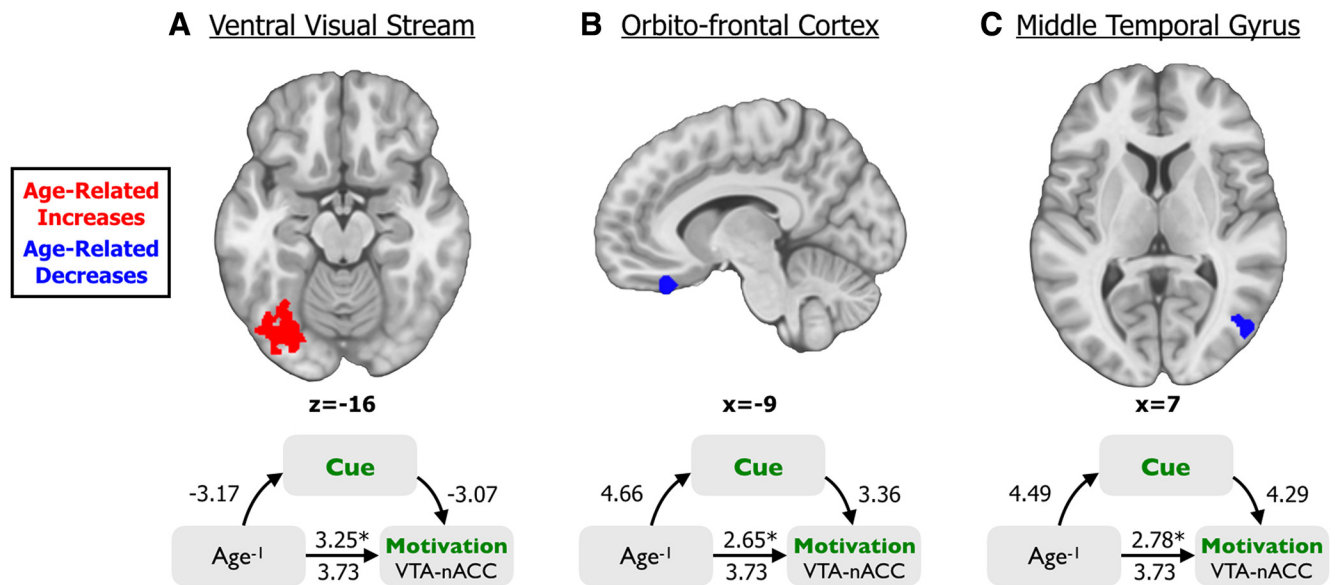 A Ventral Visual Stream
B Orbito-frontal Cortex
C Middle Temporal Gyrus
Age-Related
Increases
Age-Related
Decreases
z=-16
x=-9
x=7
Cue
-3.17
-3.07
Age⁻¹
3.25*
3.73
Motivation
VTA-nACC
Cue
4.66
3.36
Age⁻¹
2.65*
3.73
Motivation
VTA-nACC
Cue
4.49
4.29
Age⁻¹
2.78*
3.73
Motivation
VTA-nACC